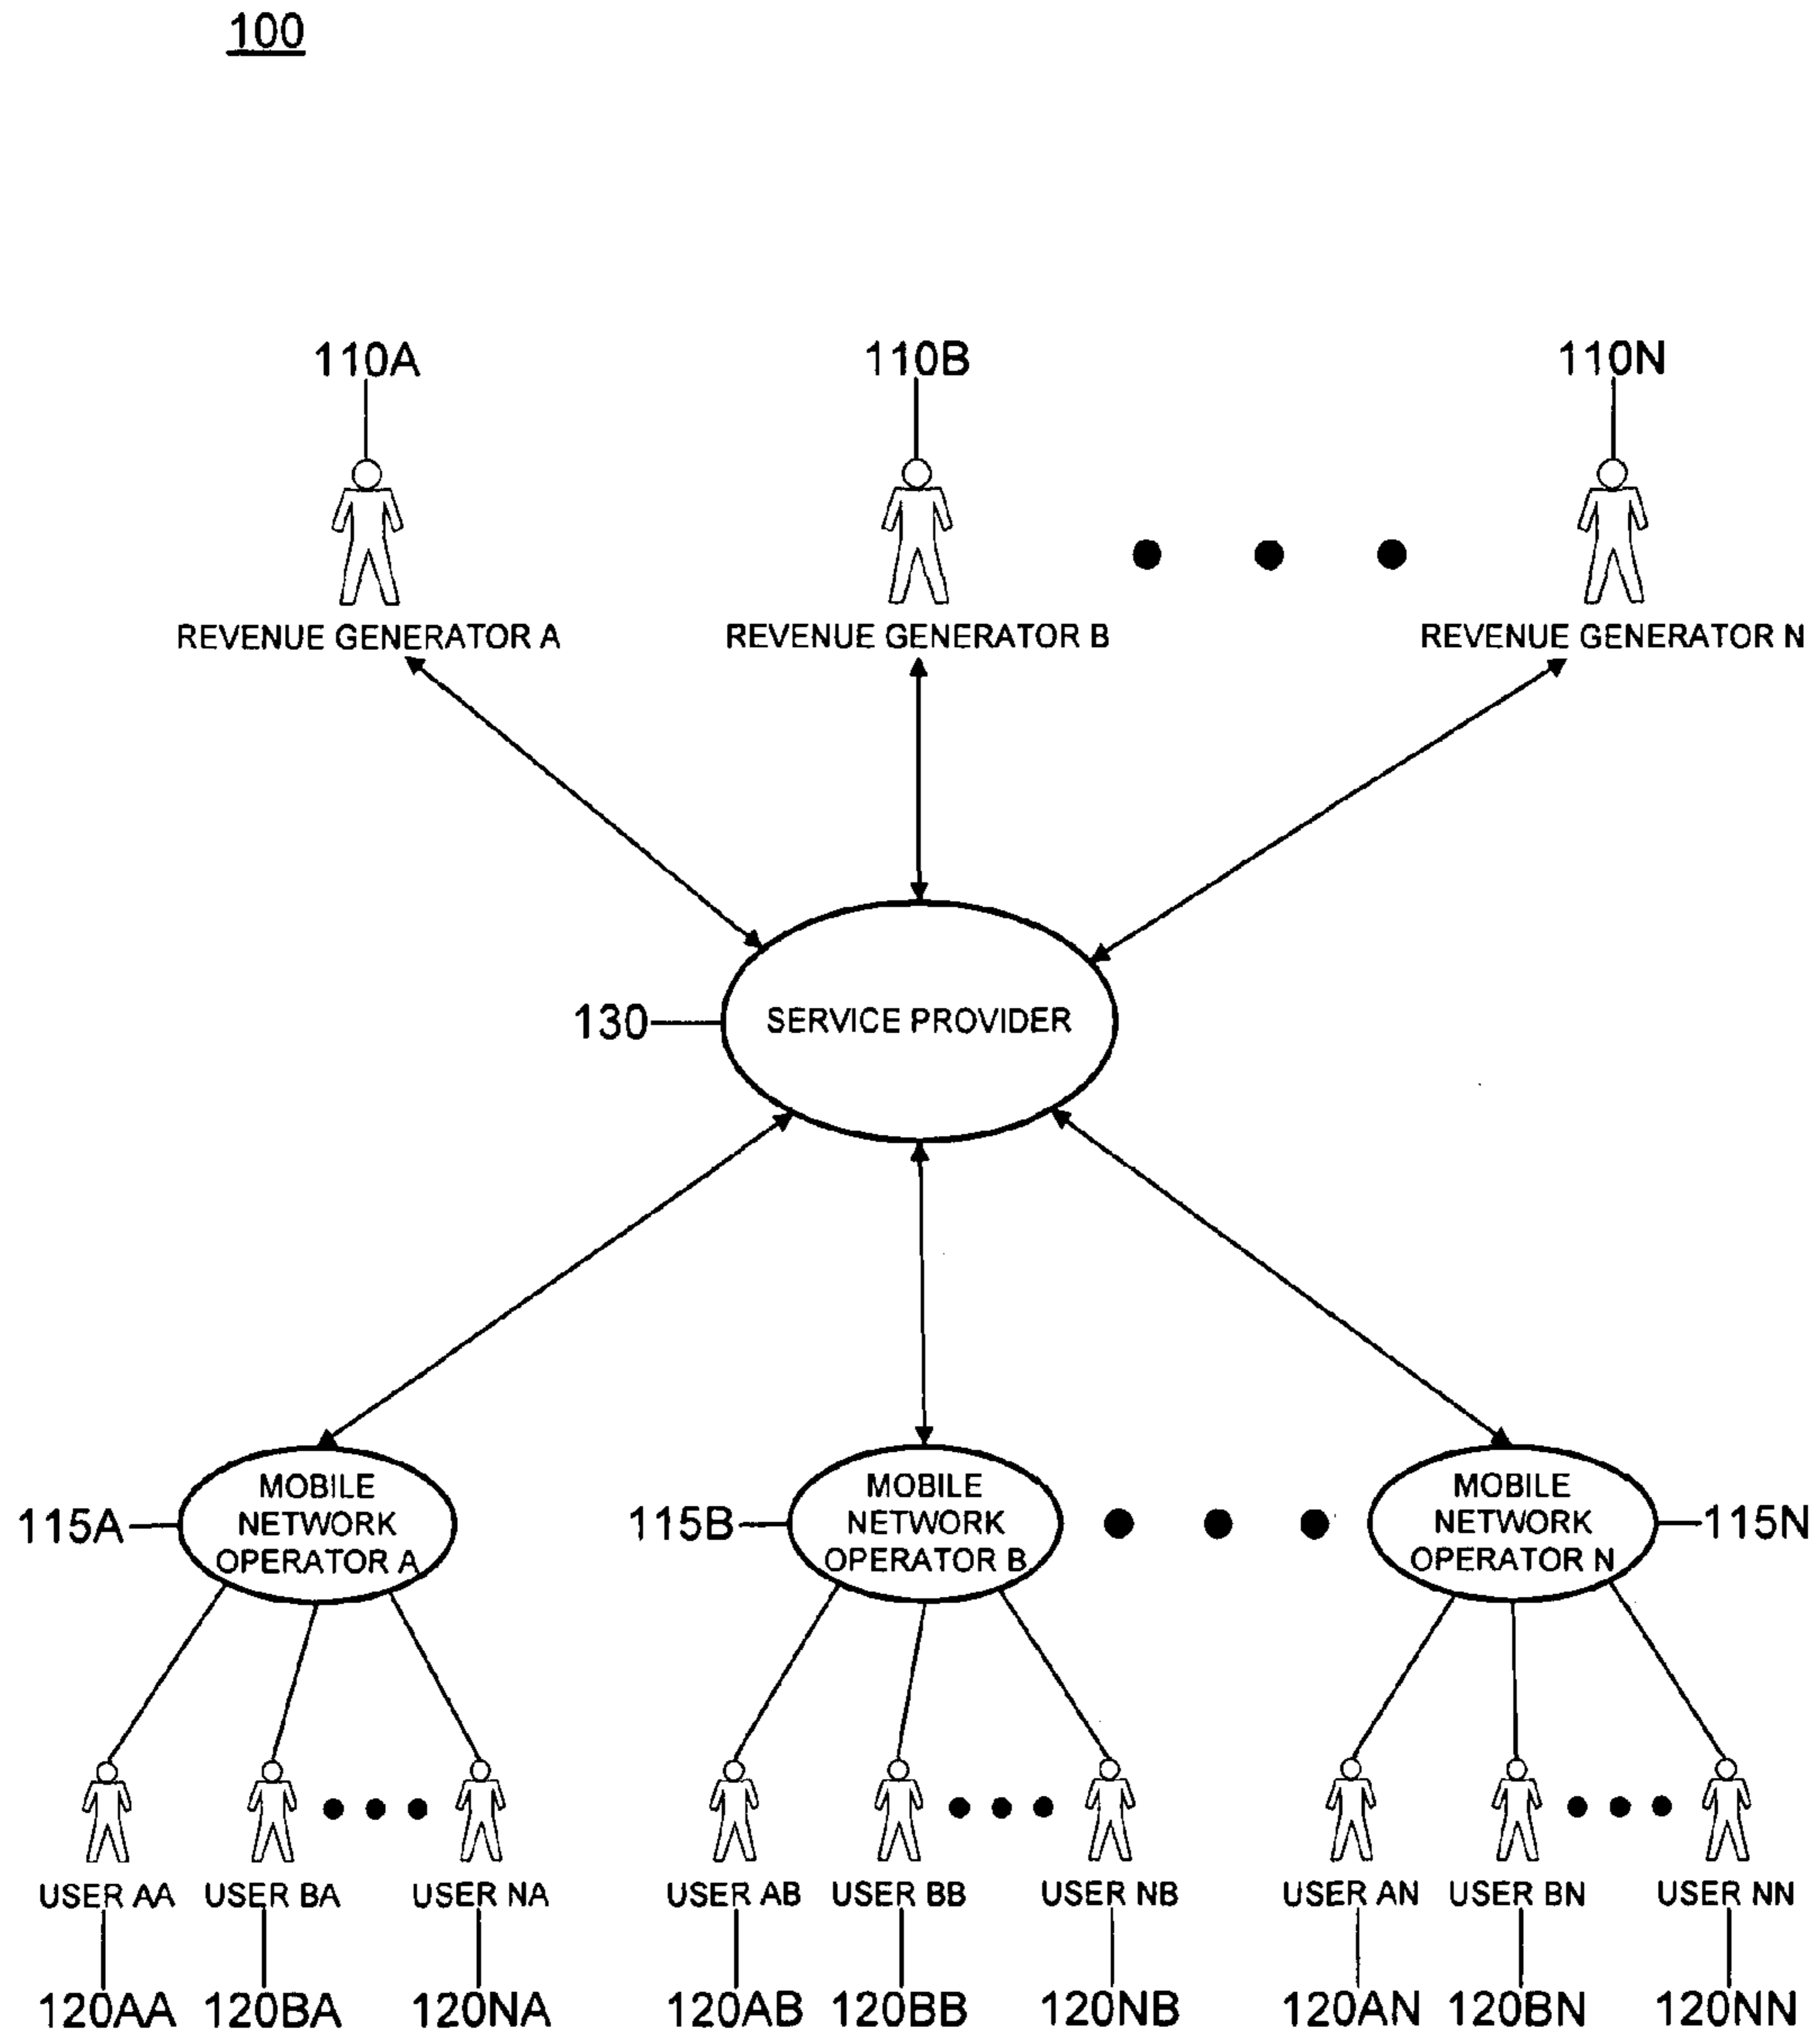 100
110A 110B 110N
REVENUE GENERATOR A REVENUE GENERATOR B REVENUE GENERATOR N
130 SERVICE PROVIDER
115A
MOBILE
NETWORK
OPERATOR A
115B
MOBILE
NETWORK
OPERATOR B
MOBILE
NETWORK
OPERATOR N
115N
USER AA USER BA USER NA USER AB USER BB USER NB USER AN USER BN USER NN
120AA 120BA 120NA 120AB 120BB 120NB 120AN 120BN 120NN